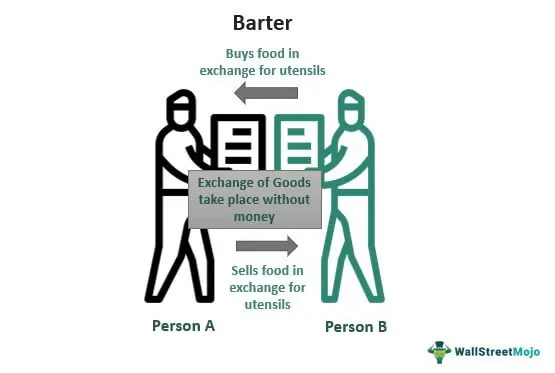 Barter
Buys food in
exchange for utensils
Exchange of Goods
take place without
money
Sells food in
exchange for
utensils
Person A
Person B
WallStreetMojo